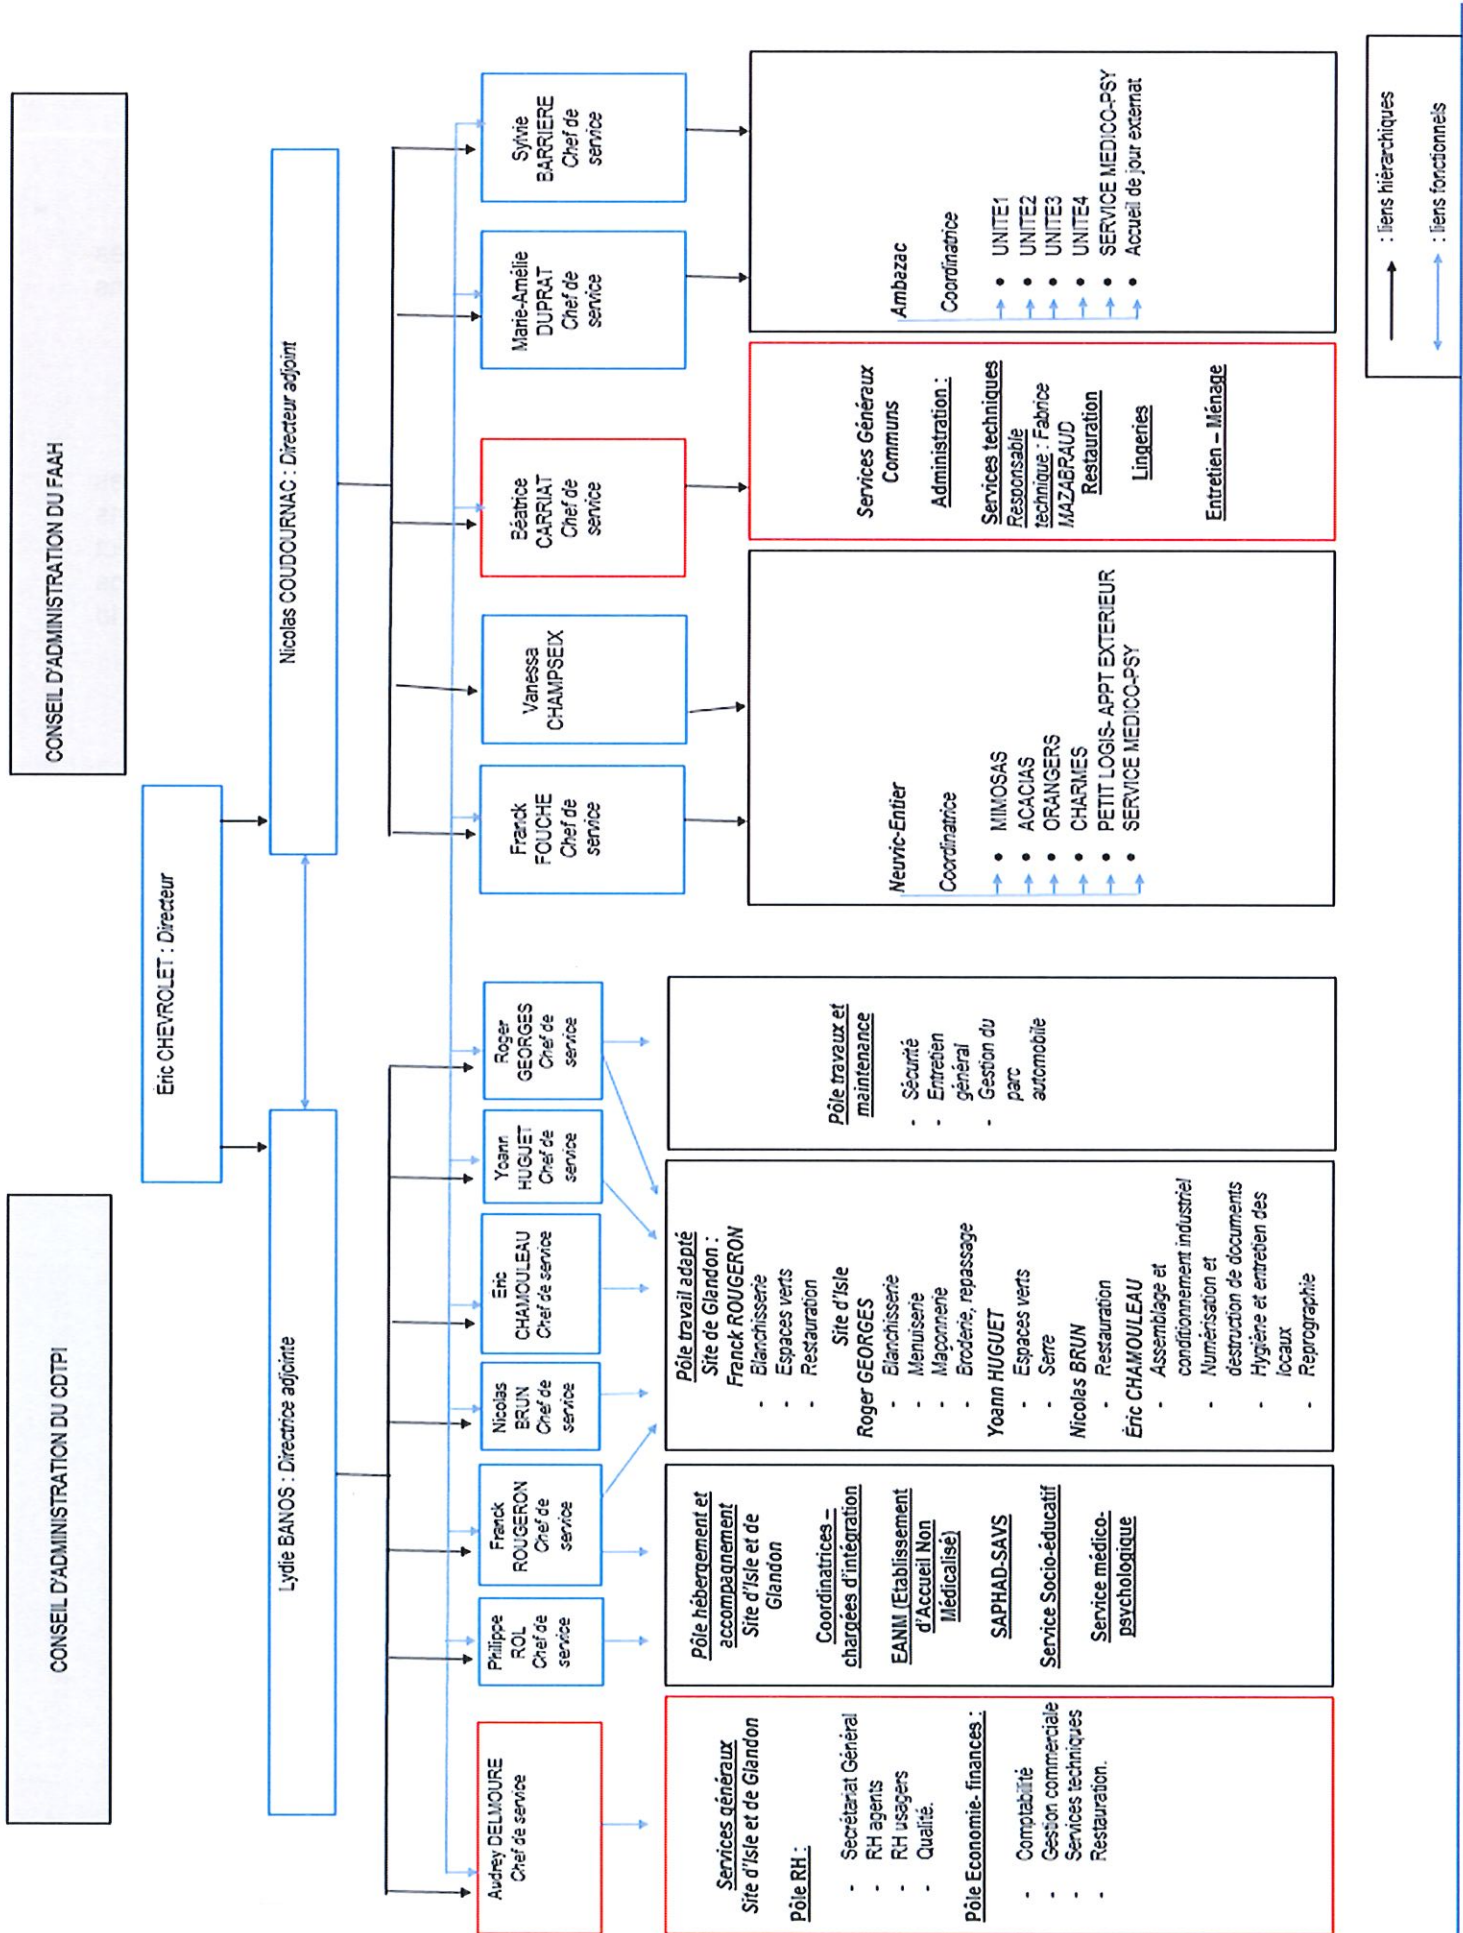 CONSEIL D'ADMINISTRATION DU CDTPI
CONSEIL D'ADMINISTRATION DU FAAH
Eric CHEVROLET : Directeur
Lydie BANOS : Directrice adjointe
Nicolas COUDOURNAC : Directeur adjoint
Audrey DELMOURE
Chef de service
Philippe
ROL
Chef de
service
Franck
ROUGERON
Chef de
service
Nicolas
BRUN
Chef de
service
Eric
CHAMOULEAU
Chef de service
Yoann
HUGUET
Chef de
service
Roger
GEORGES
Chef de
service
Franck
FOUCHE
Chef de
service
Vanessa
CHAMPSEIX
Béatrice
CARRIAT
Chef de
service
Marie-Amélie
DUPRAT
Chef de
service
Sylvie
BARRIERE
Chef de
service
Services généraux
Site d'Isle et de Glandon
Pôle RH :
- Secrétariat Général
- RH agents
- RH usagers
- Qualité.
Pôle Economie- finances :
- Comptabilité
- Gestion commerciale
- Services techniques
- Restauration.
Pôle hébergement et
accompagnement
Site d'Isle et de
Glandon
Coordinatrices –
chargées d'intégration
EANM (Etablissement
d'Accueil Non
Médicalisé)
SAPHAD-SAVS
Service Socio-éducatif
Service médico-
psychologique
Pôle travail adapté
Site de Glandon :
Franck ROUGERON
- Blanchisserie
- Espaces verts
- Restauration
Site d'Isle
Roger GEORGES
- Blanchisserie
- Menuiserie
- Maçonnerie
- Broderie, repassage
Yoann HUGUET
- Espaces verts
- Serre
Nicolas BRUN
- Restauration
Éric CHAMOULEAU
- Assemblage et
conditionnement industriel
- Numérisation et
destruction de documents
- Hygiène et entretien des
locaux
- Reprographie
Pôle travaux et
maintenance
- Sécurité
- Entretien
général
- Gestion du
parc
automobile
Neuvic-Entier
Coordinatrice
• MIMOSAS
• ACACIAS
• ORANGERS
• CHARMES
• PETIT LOGIS- APPT EXTERIEUR
• SERVICE MEDICO-PSY
Services Généraux
Communs
Administration :
Services techniques
Responsable
technique : Fabrice
MAZABRAUD
Restauration
Lingeries
Entretien – Ménage
Ambazac
Coordinatrice
• UNITE1
• UNITE2
• UNITE3
• UNITE4
• SERVICE MEDICO-PSY
• Accueil de jour externat
: liens hiérarchiques
: liens fonctionnels